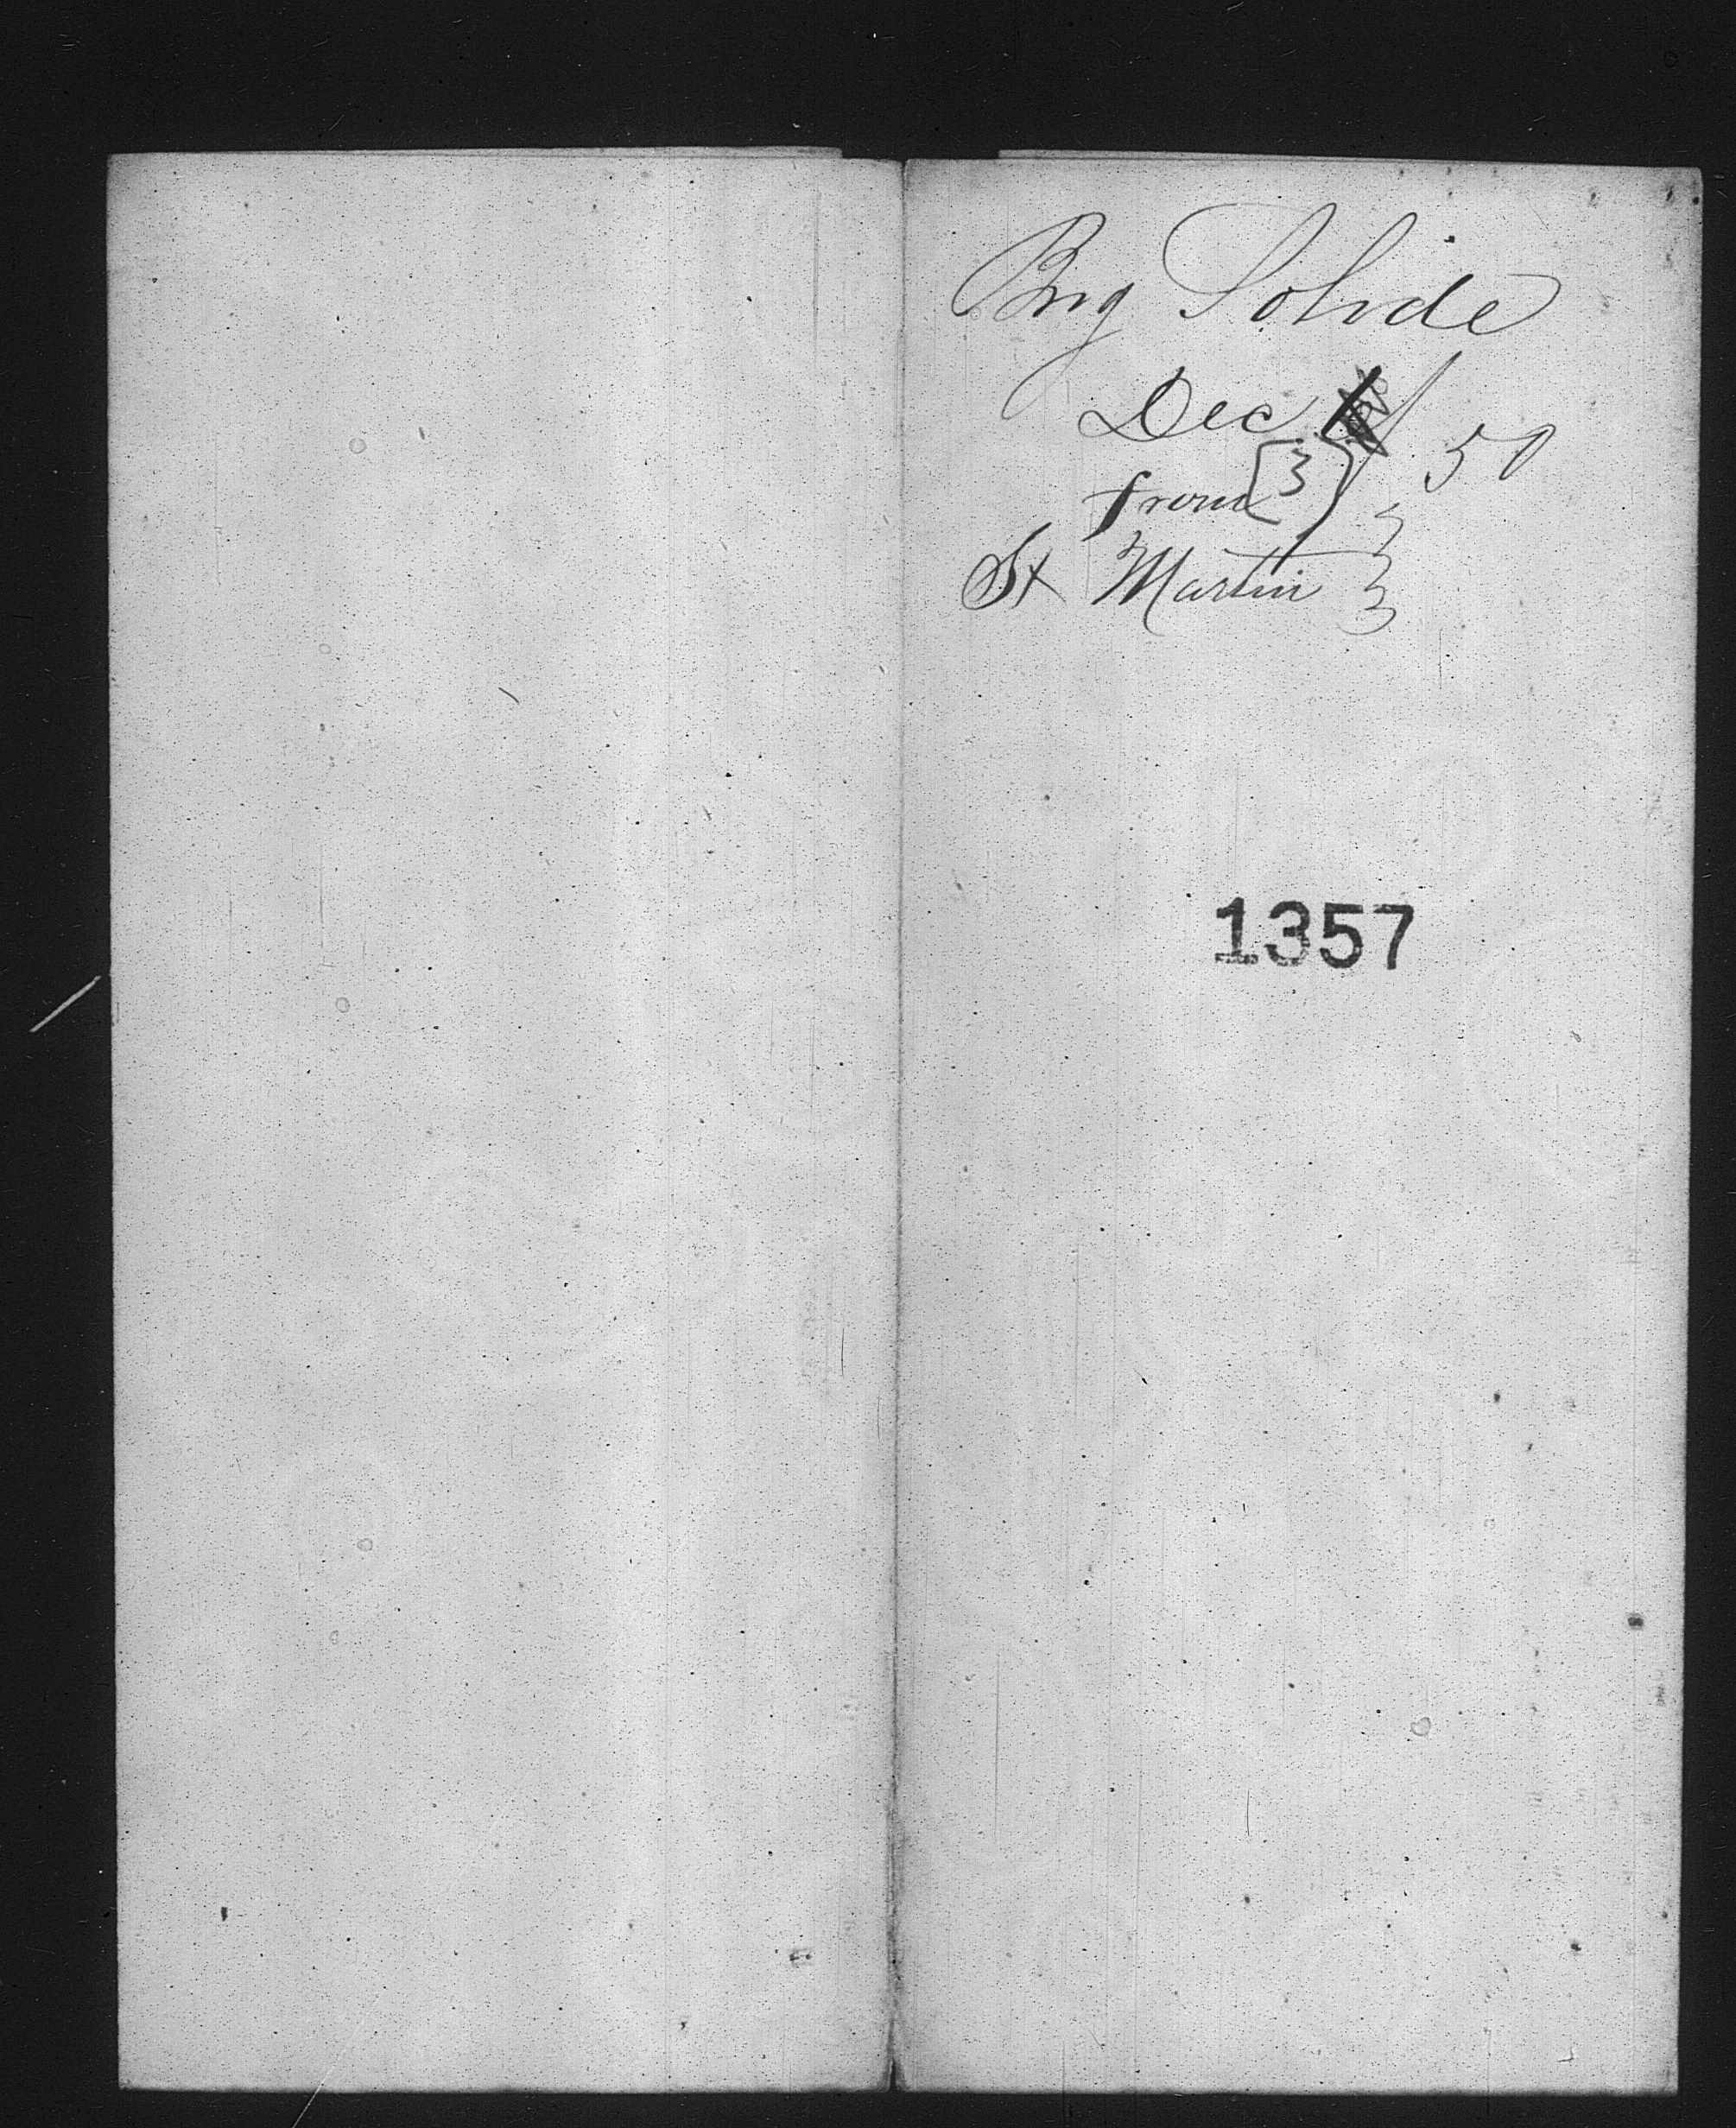 Brig Solide
Dec 3 / 50
from
St Martin
1357